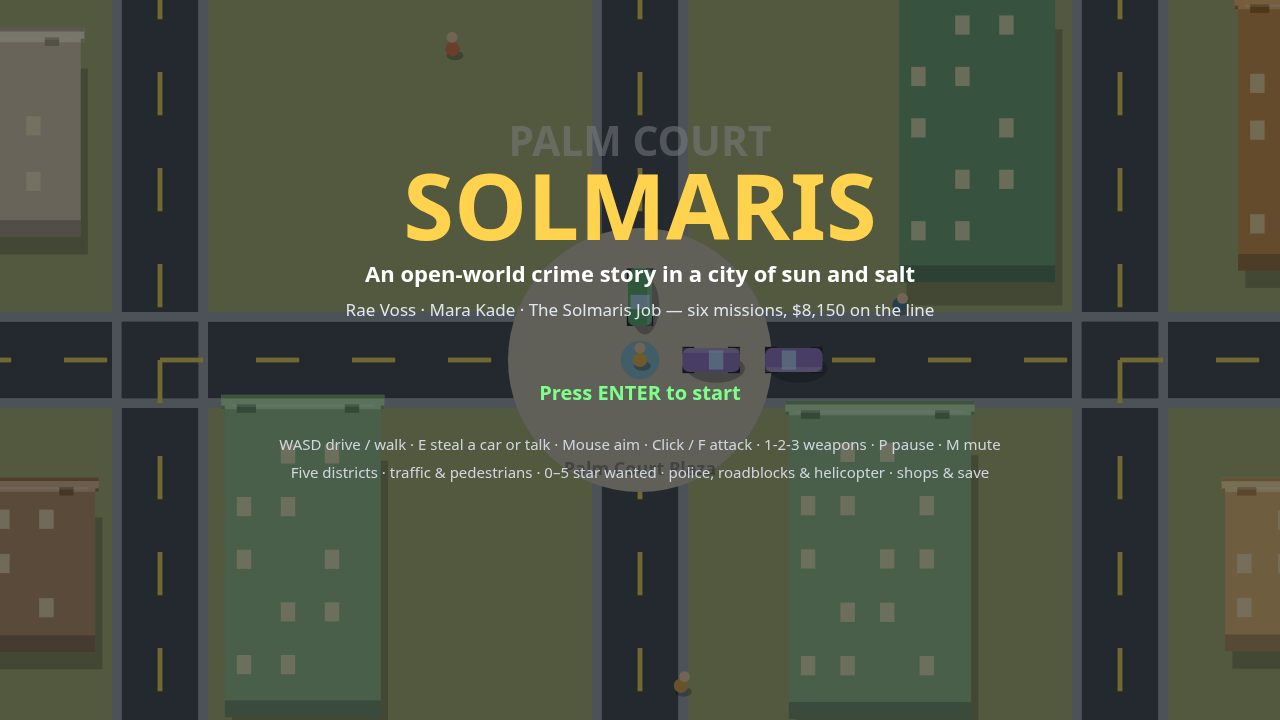 PALM COURT
SOLMARIS
An open-world crime story in a city of sun and salt
Rae Voss · Mara Kade · The Solmaris Job — six missions, $8,150 on the line
Press ENTER to start
WASD drive / walk · E steal a car or talk · Mouse aim · Click / F attack · 1-2-3 weapons · P pause · M mute
Palm Court Plaza
Five districts · traffic & pedestrians · 0–5 star wanted · police, roadblocks & helicopter · shops & save